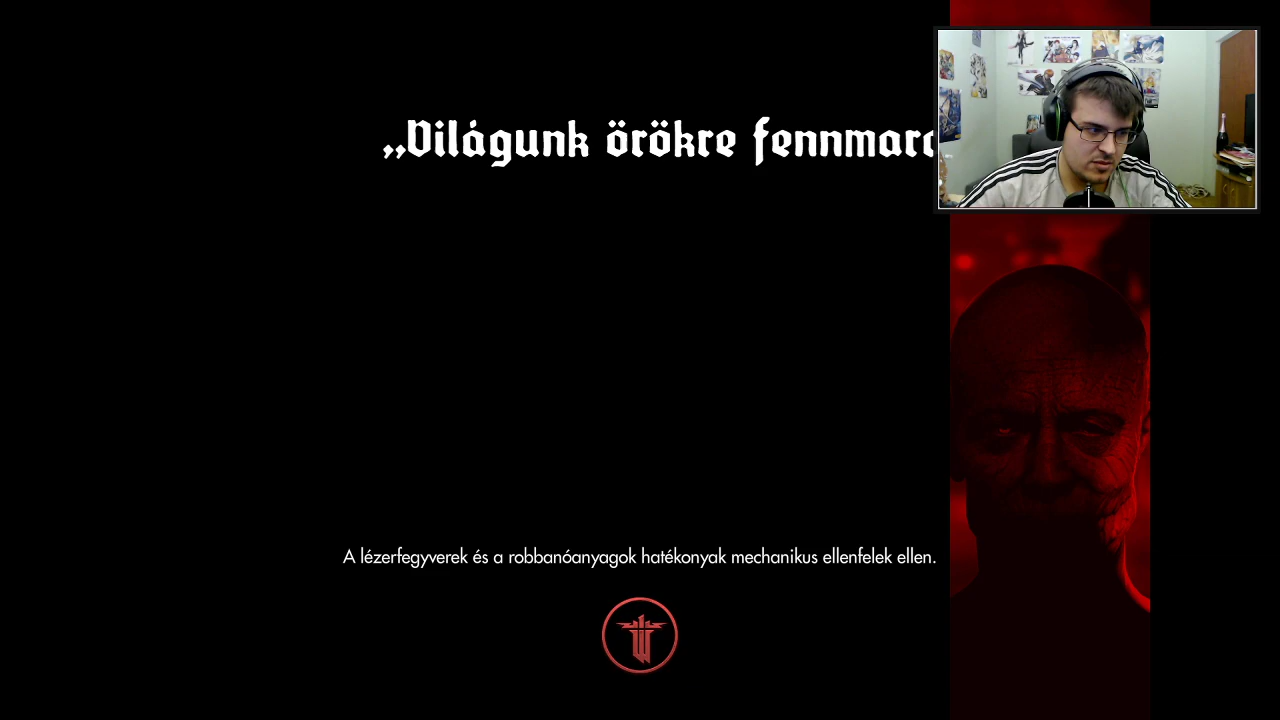 „Világunk örökre fennmara
A lézerfegyverek és a robbanóanyagok hatékonyak mechanikus ellenfelek ellen.